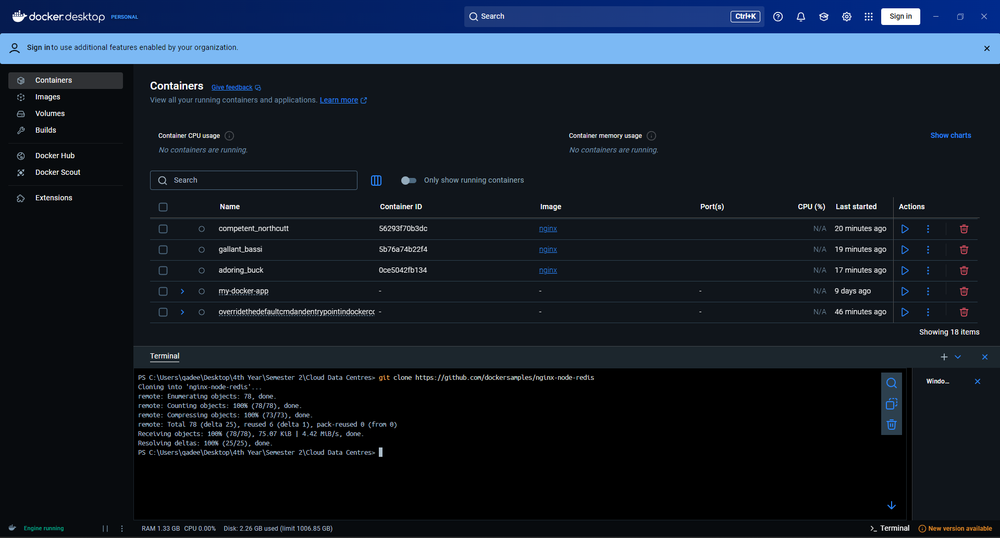 docker.desktop PERSONAL
Search Ctrl+K
Sign in
Sign in to use additional features enabled by your organization.
Containers
Images
Volumes
Builds
Docker Hub
Docker Scout
Extensions
Containers Give feedback
View all your running containers and applications. Learn more
Container CPU usage
No containers are running.
Container memory usage
No containers are running.
Show charts
Search
Only show running containers
Name Container ID Image Port(s) CPU (%) Last started Actions
competent_northcutt 56293f70b3dc nginx N/A 20 minutes ago
gallant_bassi 5b76a74b22f4 nginx N/A 19 minutes ago
adoring_buck 0ce5042fb134 nginx N/A 17 minutes ago
my-docker-app - - - N/A 9 days ago
overridethedefaultcmdandentrypointindockercc - - - N/A 46 minutes ago
Showing 18 items
Terminal
PS C:\Users\qadee\Desktop\4th Year\Semester 2\Cloud Data Centres> git clone https://github.com/dockersamples/nginx-node-redis
Cloning into 'nginx-node-redis'...
remote: Enumerating objects: 78, done.
remote: Counting objects: 100% (78/78), done.
remote: Compressing objects: 100% (73/73), done.
remote: Total 78 (delta 25), reused 6 (delta 1), pack-reused 0 (from 0)
Receiving objects: 100% (78/78), 75.07 KiB | 4.42 MiB/s, done.
Resolving deltas: 100% (25/25), done.
PS C:\Users\qadee\Desktop\4th Year\Semester 2\Cloud Data Centres>
Windo...
Engine running
RAM 1.33 GB CPU 0.00% Disk: 2.26 GB used (limit 1006.85 GB)
>_ Terminal
New version available